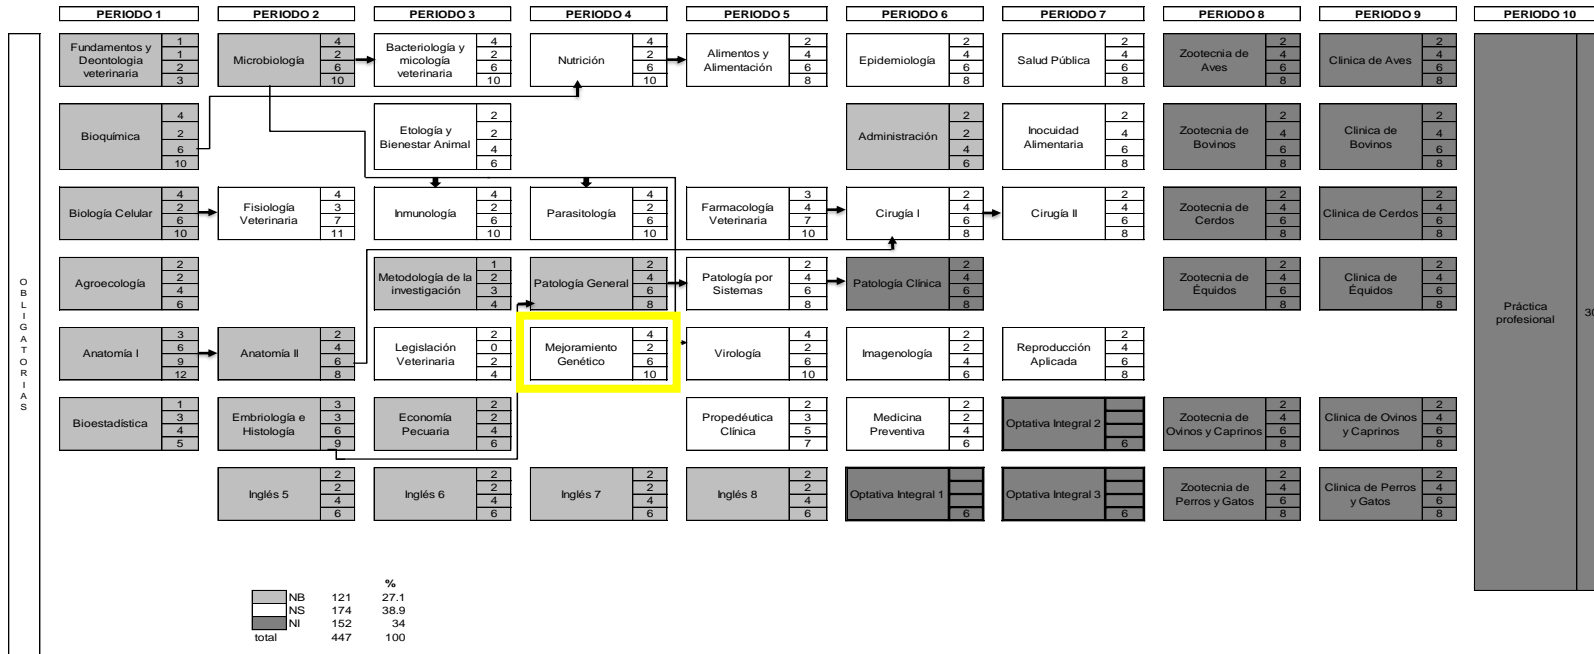 PERIODO 1 PERIODO 2 PERIODO 3 PERIODO 4 PERIODO 5 PERIODO 6 PERIODO 7 PERIODO 8 PERIODO 9 PERIODO 10
OBLIGATORIAS
Fundamentos y
Deontologia
veterinaria
1
1
2
3
Microbiología
4
2
6
10
Bacteriología y
micología
veterinaria
4
2
6
10
Nutrición
4
2
6
10
Alimentos y
Alimentación
2
4
6
8
Epidemiología
2
4
6
8
Salud Pública
2
4
6
8
Zootecnia de
Aves
2
4
6
8
Clinica de Aves
2
4
6
8
Bioquímica
4
2
6
10
Etología y
Bienestar Animal
2
2
4
6
Administración
2
2
4
6
Inocuidad
Alimentaria
2
4
6
8
Zootecnia de
Bovinos
2
4
6
8
Clinica de
Bovinos
2
4
6
8
Biología Celular
4
2
6
10
Fisiología
Veterinaria
4
3
7
11
Inmunología
4
2
6
10
Parasitología
4
2
6
10
Farmacología
Veterinaria
3
4
7
10
Cirugía I
2
4
6
8
Cirugía II
2
4
6
8
Zootecnia de
Cerdos
2
4
6
8
Clinica de Cerdos
2
4
6
8
Agroecología
2
2
4
6
Metodología de la
investigación
1
2
3
4
Patología General
2
4
6
8
Patología por
Sistemas
2
4
6
8
Patología Clínica
2
4
6
8
Zootecnia de
Équidos
2
4
6
8
Clinica de
Équidos
2
4
6
8
Práctica
profesional
30
Anatomía I
3
6
9
12
Anatomía II
2
4
6
8
Legislación
Veterinaria
2
0
2
4
Mejoramiento
Genético
4
2
6
10
Virología
4
2
6
10
Imagenología
2
2
4
6
Reproducción
Aplicada
2
4
6
8
Bioestadística
1
3
4
5
Embriología e
Histología
3
3
6
9
Economía
Pecuaria
2
2
4
6
Propedéutica
Clínica
2
3
5
7
Medicina
Preventiva
2
2
4
6
Optativa Integral 2
6
Zootecnia de
Ovinos y Caprinos
2
4
6
8
Clinica de Ovinos
y Caprinos
2
4
6
8
Inglés 5
2
2
4
6
Inglés 6
2
2
4
6
Inglés 7
2
2
4
6
Inglés 8
2
2
4
6
Optativa Integral 1
6
Optativa Integral 3
6
Zootecnia de
Perros y Gatos
2
4
6
8
Clinica de Perros
y Gatos
2
4
6
8
%
NB 121 27.1
NS 174 38.9
NI 152 34
total 447 100